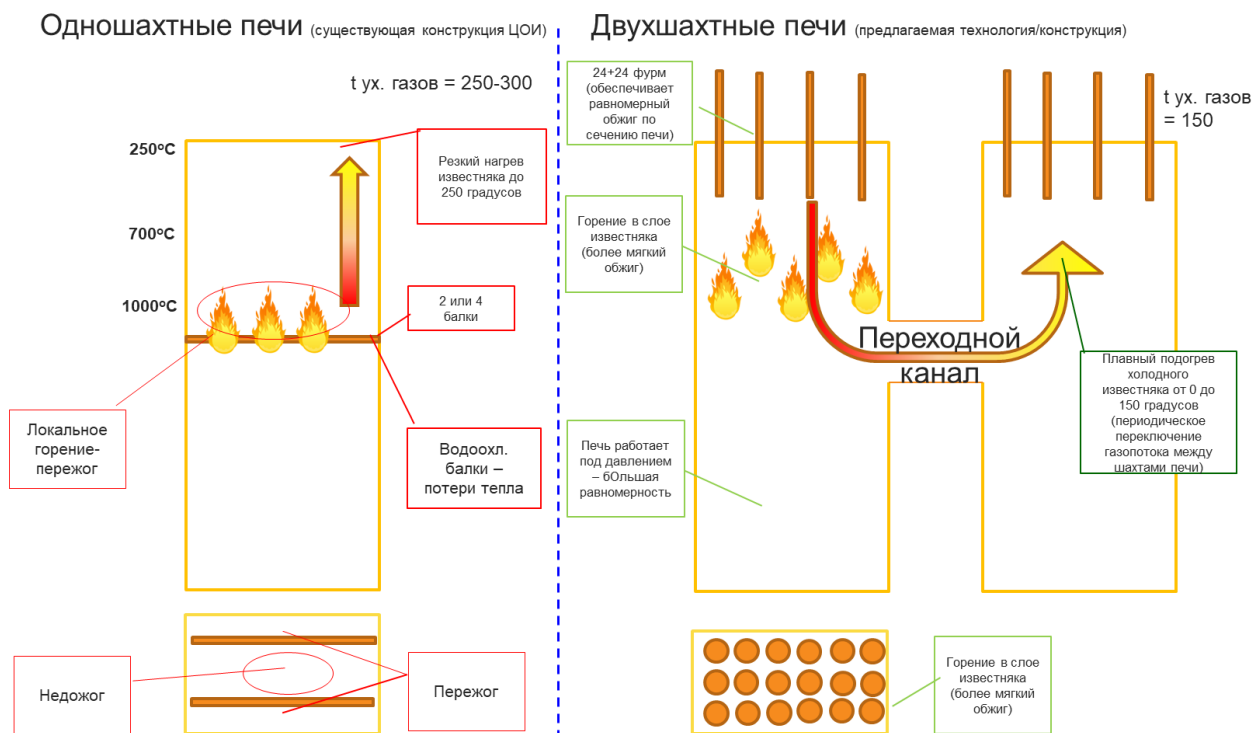 Одношахтные печи (существующая конструкция ЦОИ)
t ух. газов = 250-300
250°C
700°C
1000°C
Резкий нагрев
известняка до
250 градусов
2 или 4
балки
Локальное
горение-
пережог
Водоохл.
балки –
потери тепла
Недожог
Пережог
Двухшахтные печи (предлагаемая технология/конструкция)
24+24 фурм
(обеспечивает
равномерный
обжиг по
сечению печи)
t ух. газов
= 150
Горение в слое
известняка
(более мягкий
обжиг)
Переходной
канал
Плавный подогрев
холодного
известняка от 0 до
150 градусов
(периодическое
переключение
газопотока между
шахтами печи)
Печь работает
под давлением
– бОльшая
равномерность
Горение в слое
известняка
(более мягкий
обжиг)